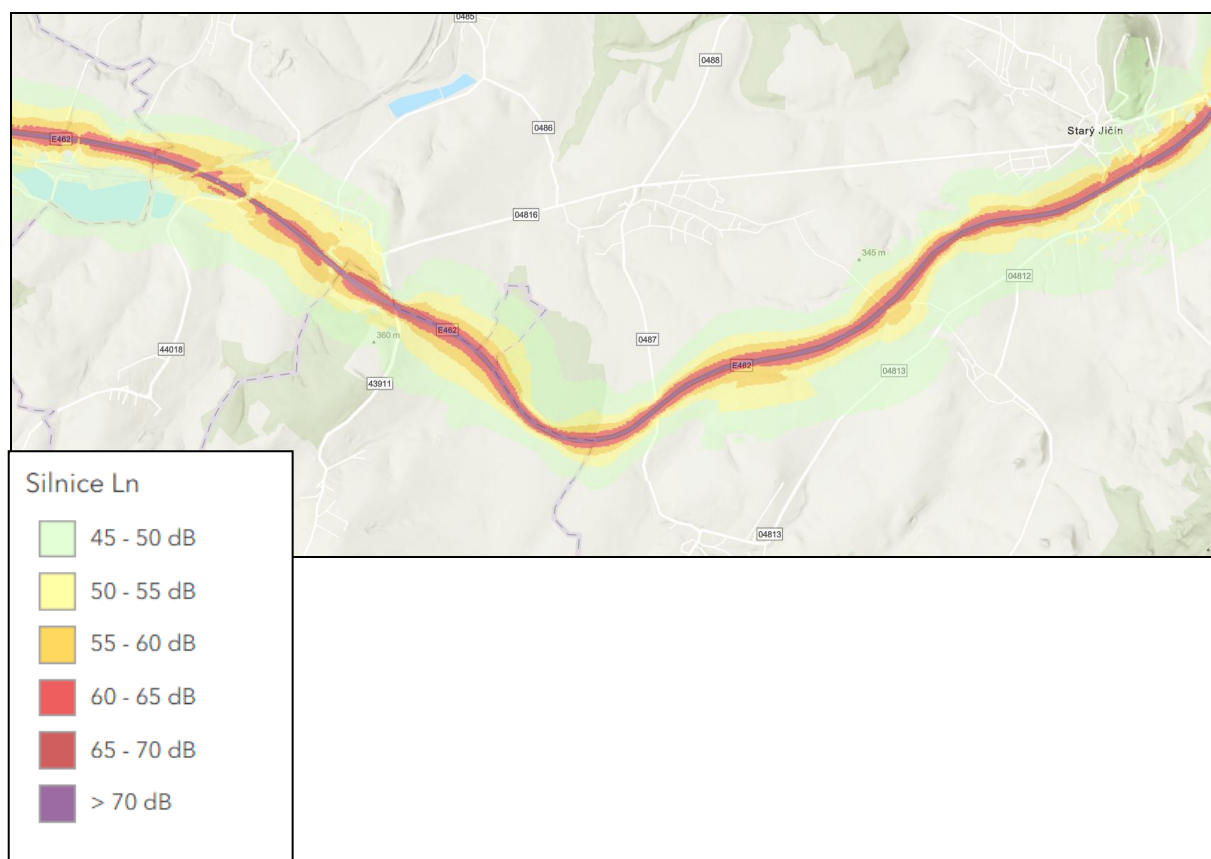 0485
0488
E462
0486
Starý Jičín
04816
345 m
04812
E462
360 m
0487
E462
44018
04813
43911
04813
Silnice Ln
45 - 50 dB
50 - 55 dB
55 - 60 dB
60 - 65 dB
65 - 70 dB
> 70 dB